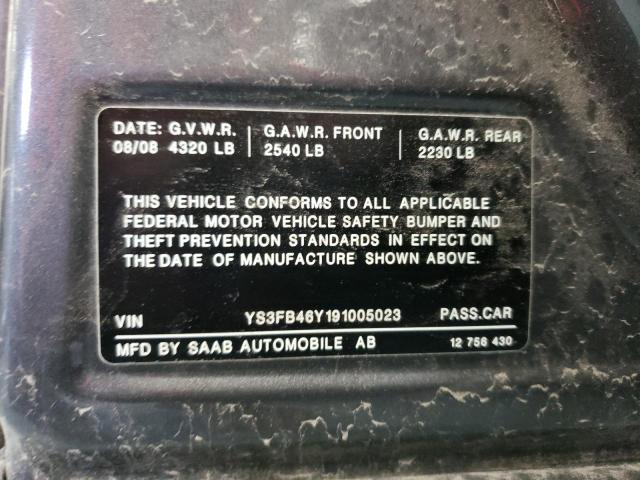 DATE: G.V.W.R. G.A.W.R. FRONT G.A.W.R. REAR
08/08 4320 LB 2540 LB 2230 LB
THIS VEHICLE CONFORMS TO ALL APPLICABLE
FEDERAL MOTOR VEHICLE SAFETY BUMPER AND
THEFT PREVENTION STANDARDS IN EFFECT ON
THE DATE OF MANUFACTURE SHOWN ABOVE.
VIN YS3FB46Y191005023 PASS.CAR
MFD BY SAAB AUTOMOBILE AB 12 756 430